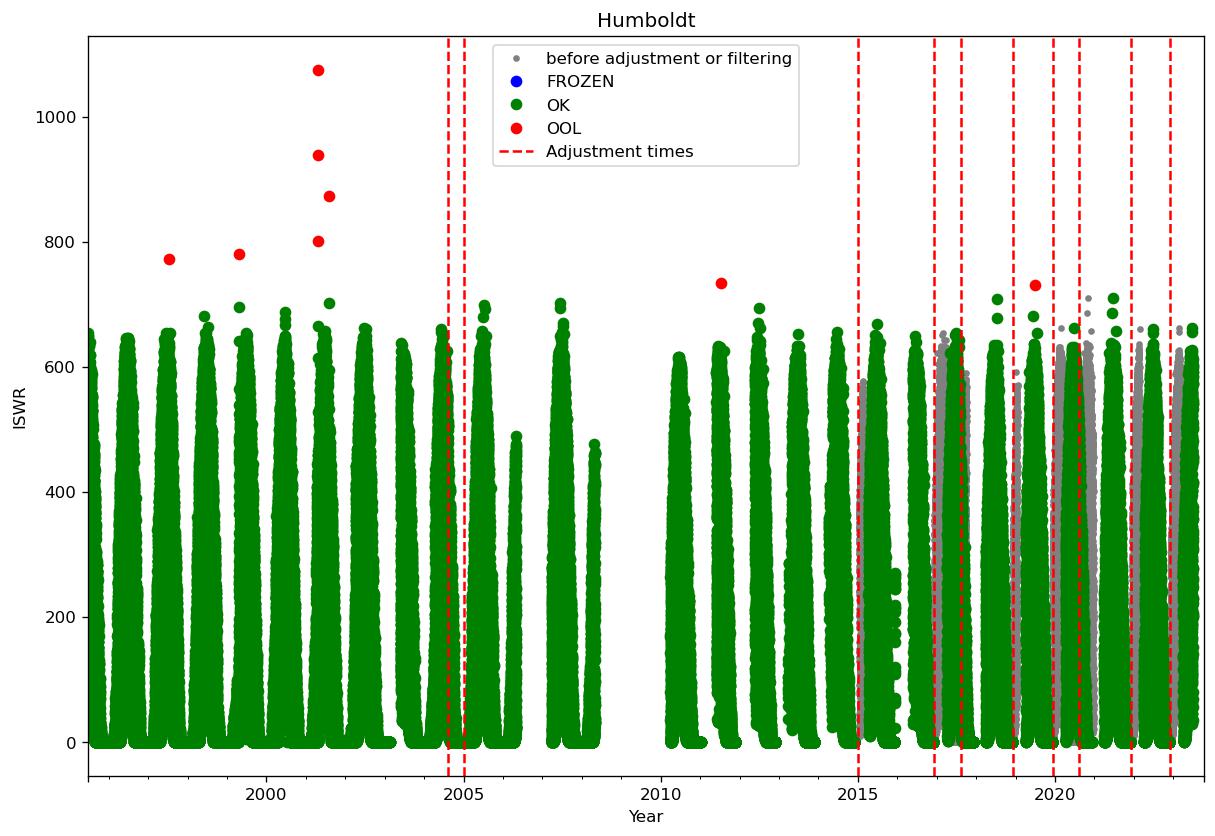 Humboldt
before adjustment or filtering
FROZEN
OK
OOL
Adjustment times
1000
800
600
400
200
0
ISWR
2000 2005 2010 2015 2020
Year